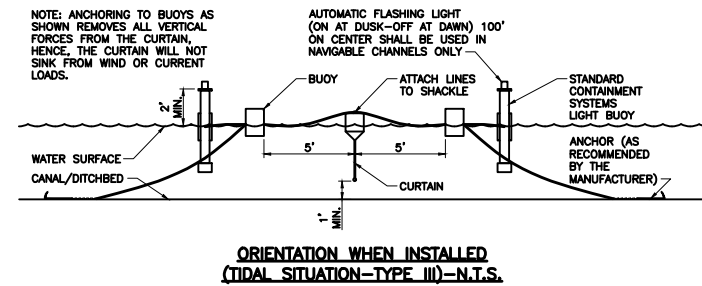 NOTE: ANCHORING TO BUOYS AS
SHOWN REMOVES ALL VERTICAL
FORCES FROM THE CURTAIN,
HENCE, THE CURTAIN WILL NOT
SINK FROM WIND OR CURRENT
LOADS.
AUTOMATIC FLASHING LIGHT
(ON AT DUSK-OFF AT DAWN) 100'
ON CENTER SHALL BE USED IN
NAVIGABLE CHANNELS ONLY
BUOY
ATTACH LINES
TO SHACKLE
STANDARD
CONTAINMENT
SYSTEMS
LIGHT BUOY
2'
MIN.
5'
5'
WATER SURFACE
CANAL/DITCHBED
CURTAIN
ANCHOR (AS
RECOMMENDED
BY THE
MANUFACTURER)
1'
MIN.
ORIENTATION WHEN INSTALLED
(TIDAL SITUATION-TYPE III)-N.T.S.